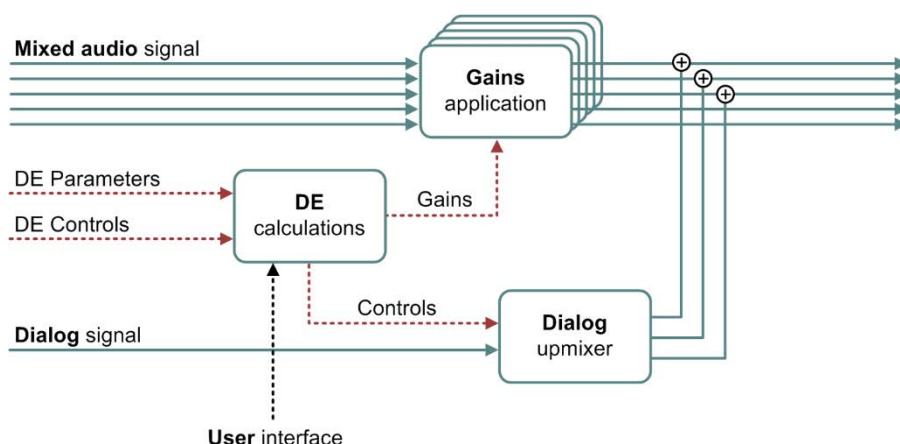 Mixed audio signal
Gains
application
DE Parameters
DE Controls
DE
calculations
Gains
Controls
Dialog signal
Dialog
upmixer
User interface